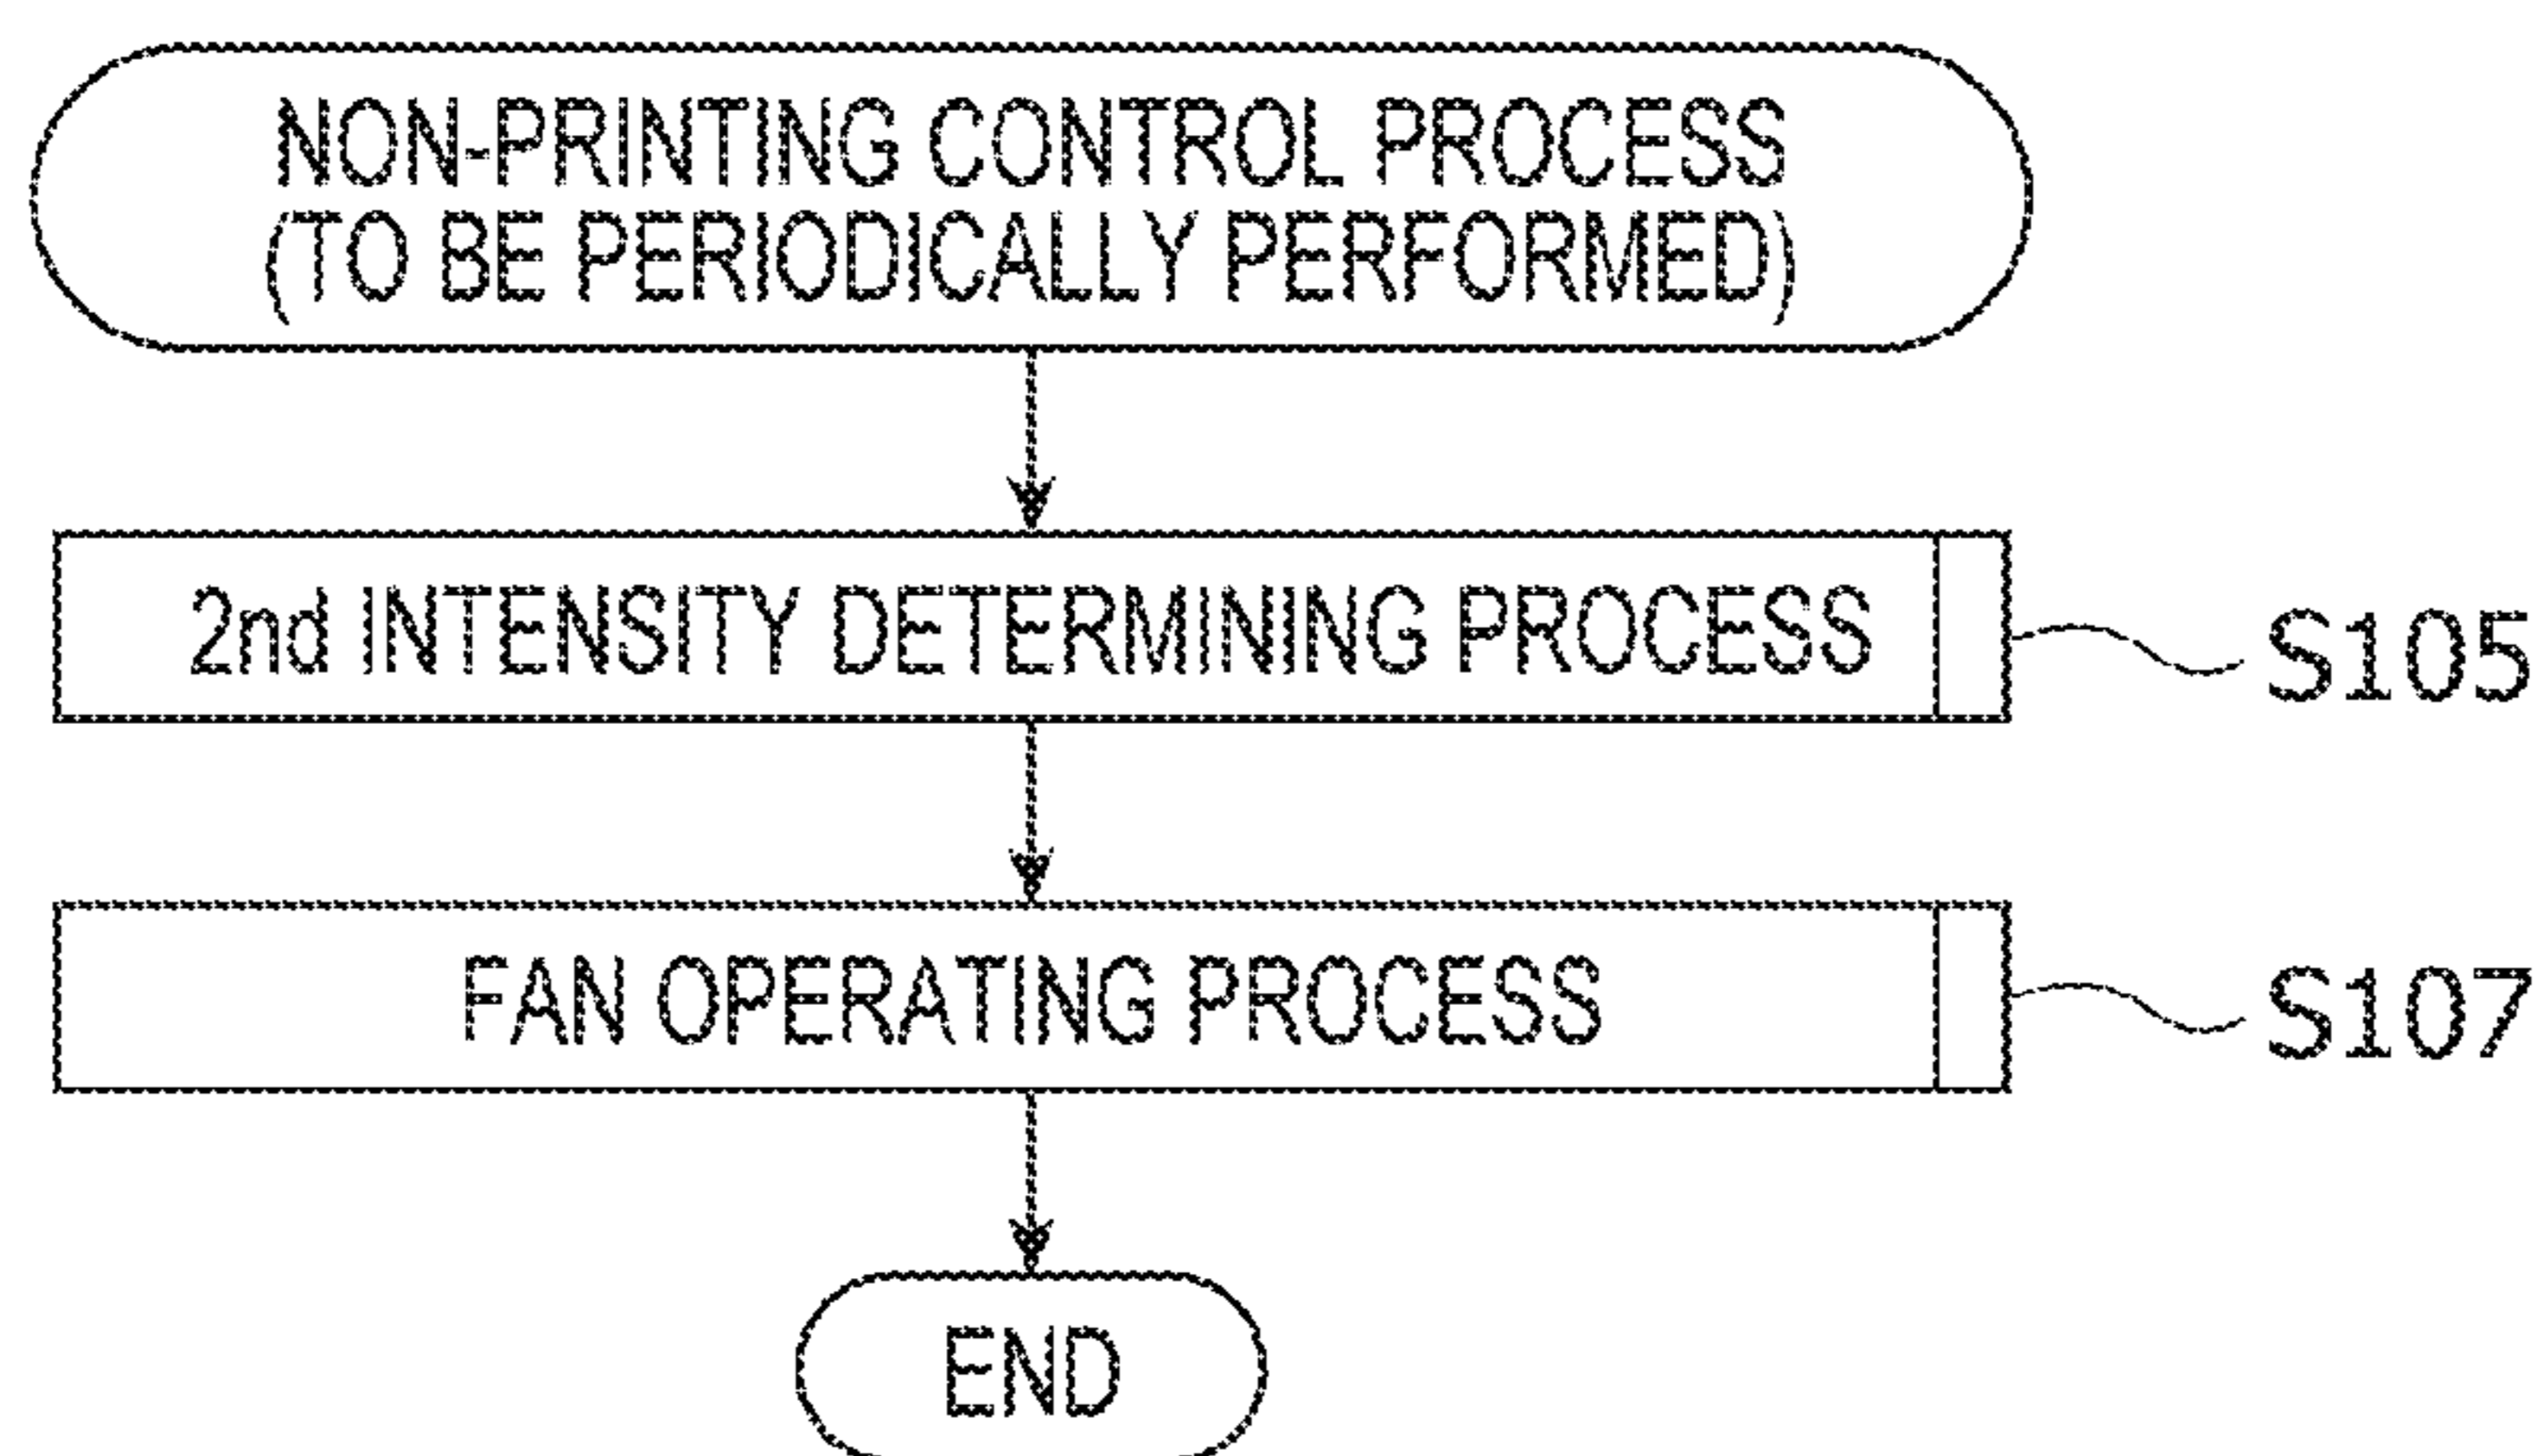 NON-PRINTING CONTROL PROCESS
(TO BE PERIODICALLY PERFORMED)
2nd INTENSITY DETERMINING PROCESS
S105
FAN OPERATING PROCESS
S107
END